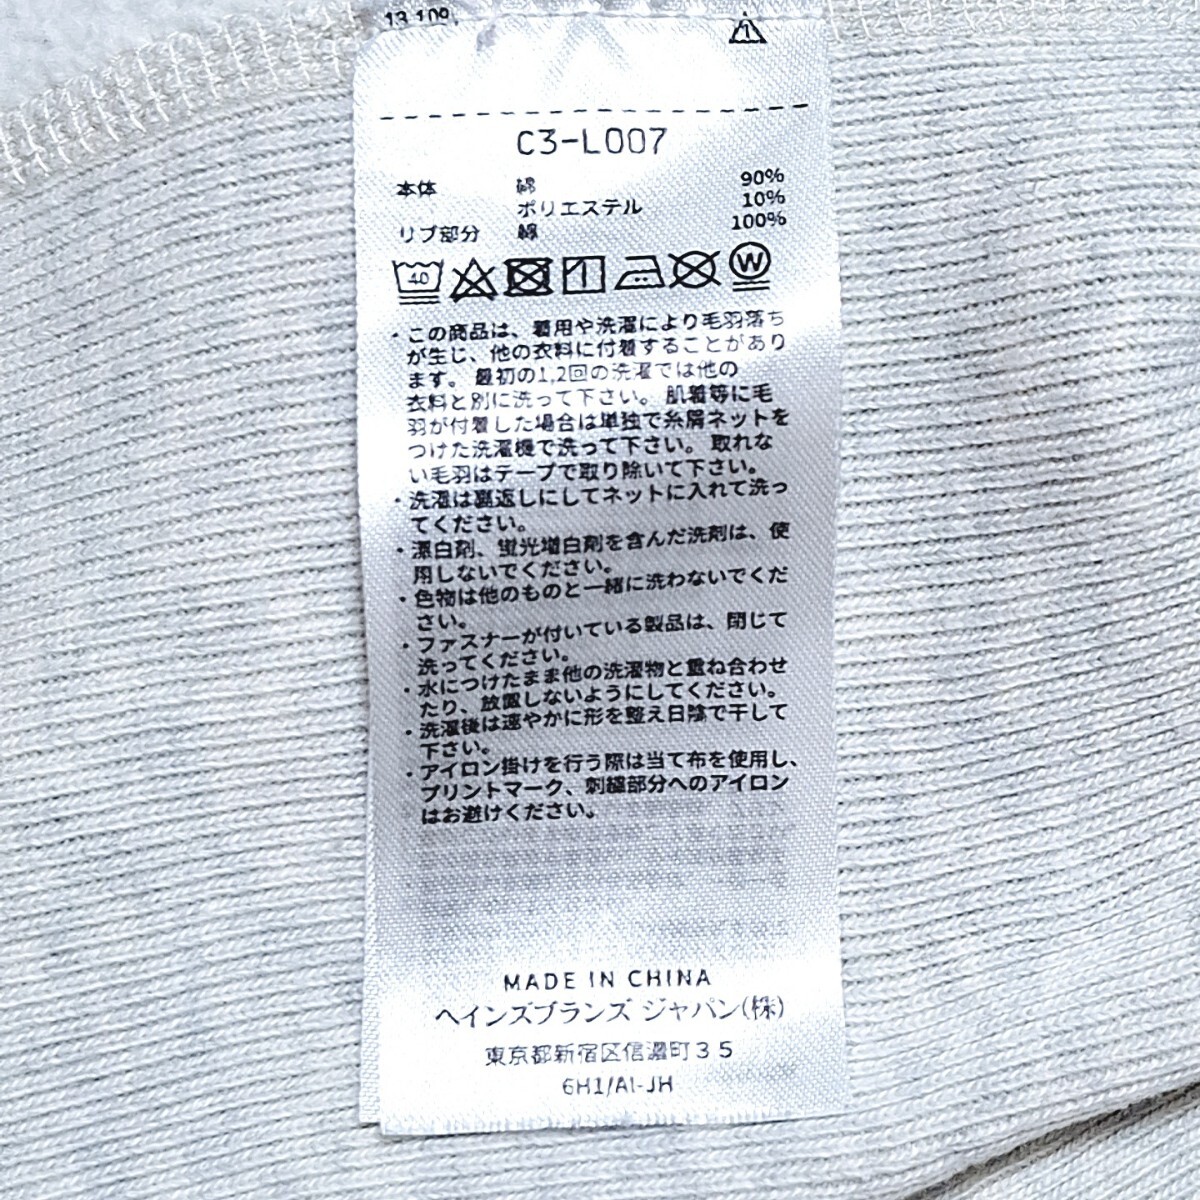 C3-L007
本体 綿 90%
ポリエステル 10%
リブ部分 綿 100%
40
W
・この商品は、着用や洗濯により毛羽落ち
が生じ、他の衣料に付着することがあり
ます。最初の1,2回の洗濯では他の
衣料と別に洗って下さい。肌着等に毛
羽が付着した場合は単独で糸屑ネットを
つけた洗濯機で洗って下さい。取れな
い毛羽はテープで取り除いて下さい。
・洗濯は裏返しにしてネットに入れて洗っ
てください。
・漂白剤、蛍光増白剤を含んだ洗剤は、使
用しないでください。
・色物は他のものと一緒に洗わないでくだ
さい。
・ファスナーが付いている製品は、閉じて
洗ってください。
・水につけたまま他の洗濯物と重ね合わせ
たり、放置しないようにしてください。
・洗濯後は速やかに形を整え日陰で干して
下さい。
・アイロン掛けを行う際は当て布を使用し、
プリントマーク、刺繍部分へのアイロン
はお避けください。
MADE IN CHINA
ヘインズブランズ ジャパン(株)
東京都新宿区信濃町35
6H1/AI-JH